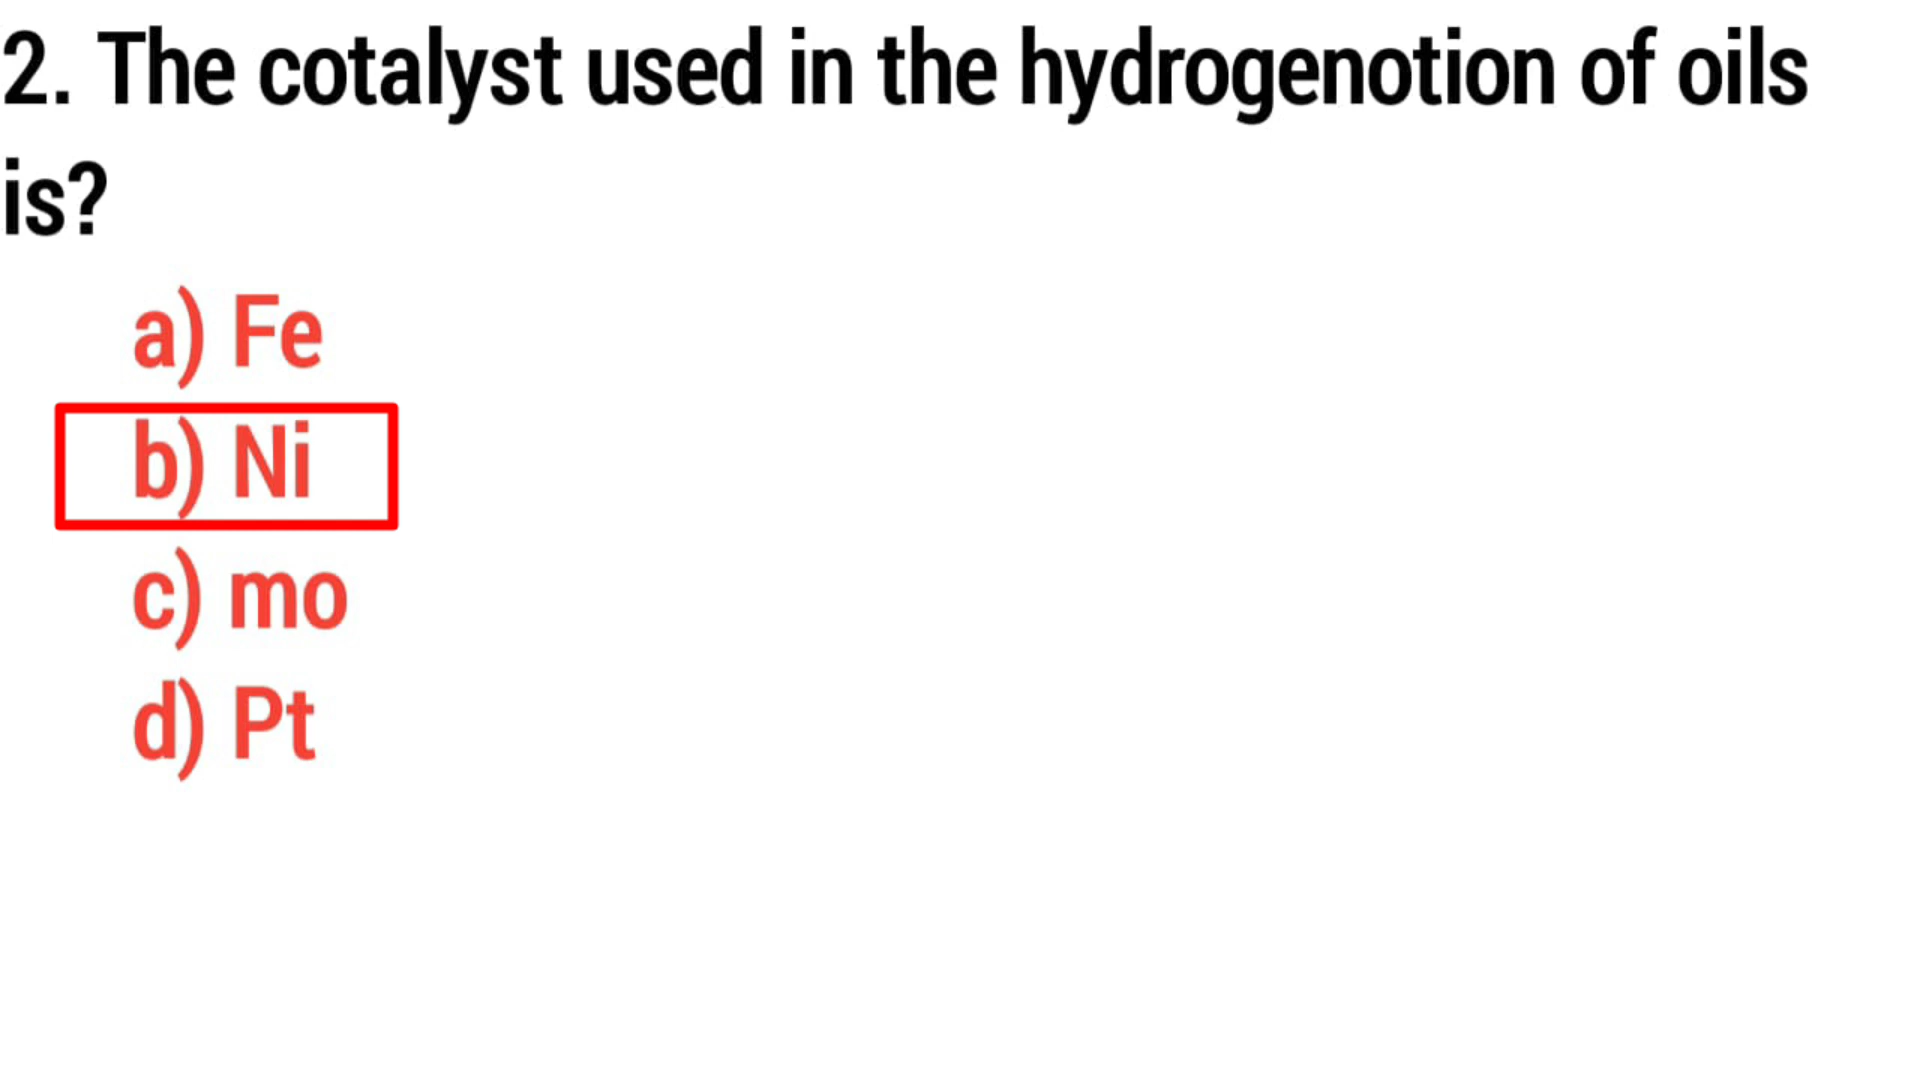 2. The cotalyst used in the hydrogenotion of oils
is?
a) Fe
b) Ni
c) mo
d) Pt